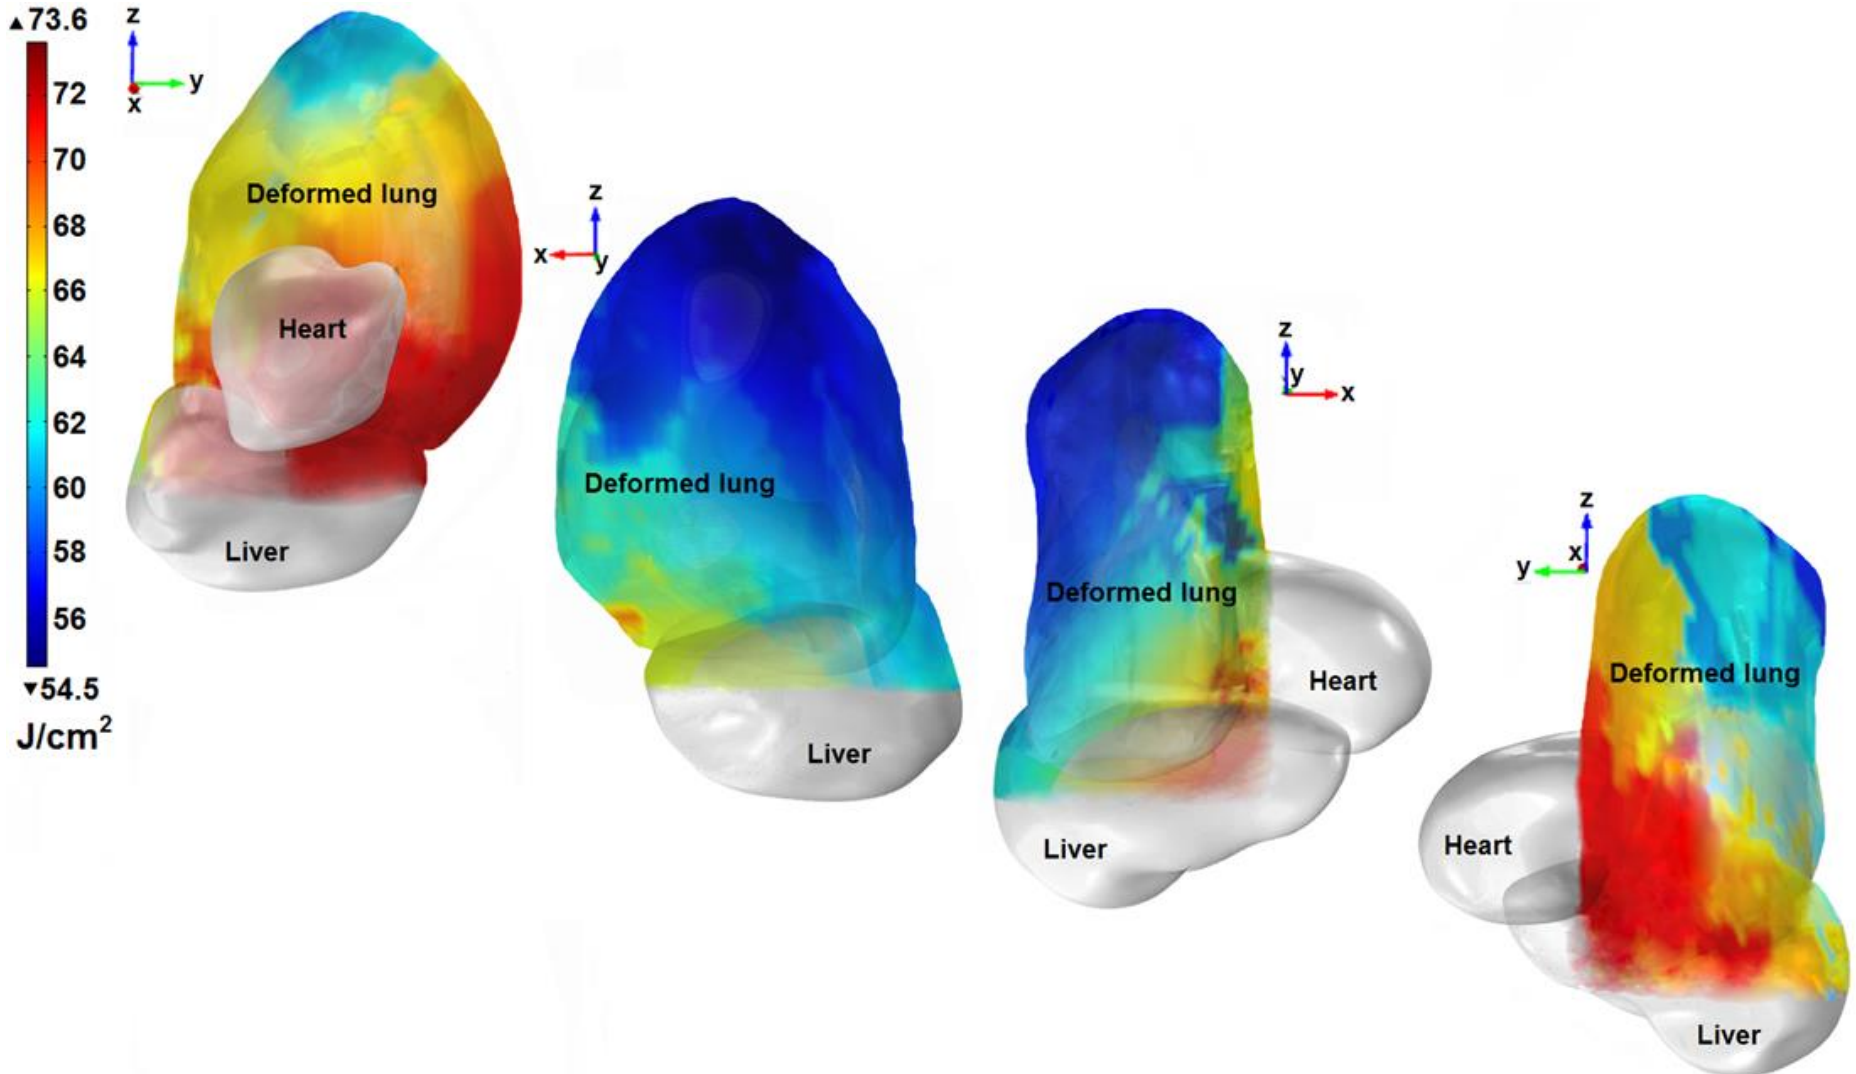 ▲73.6
72
70
68
66
64
62
60
58
56
▼54.5
J/cm²
z
y
x
Deformed lung
Heart
Liver
z
x
y
Deformed lung
Liver
z
y
x
Deformed lung
Heart
Liver
z
x
y
Deformed lung
Heart
Liver